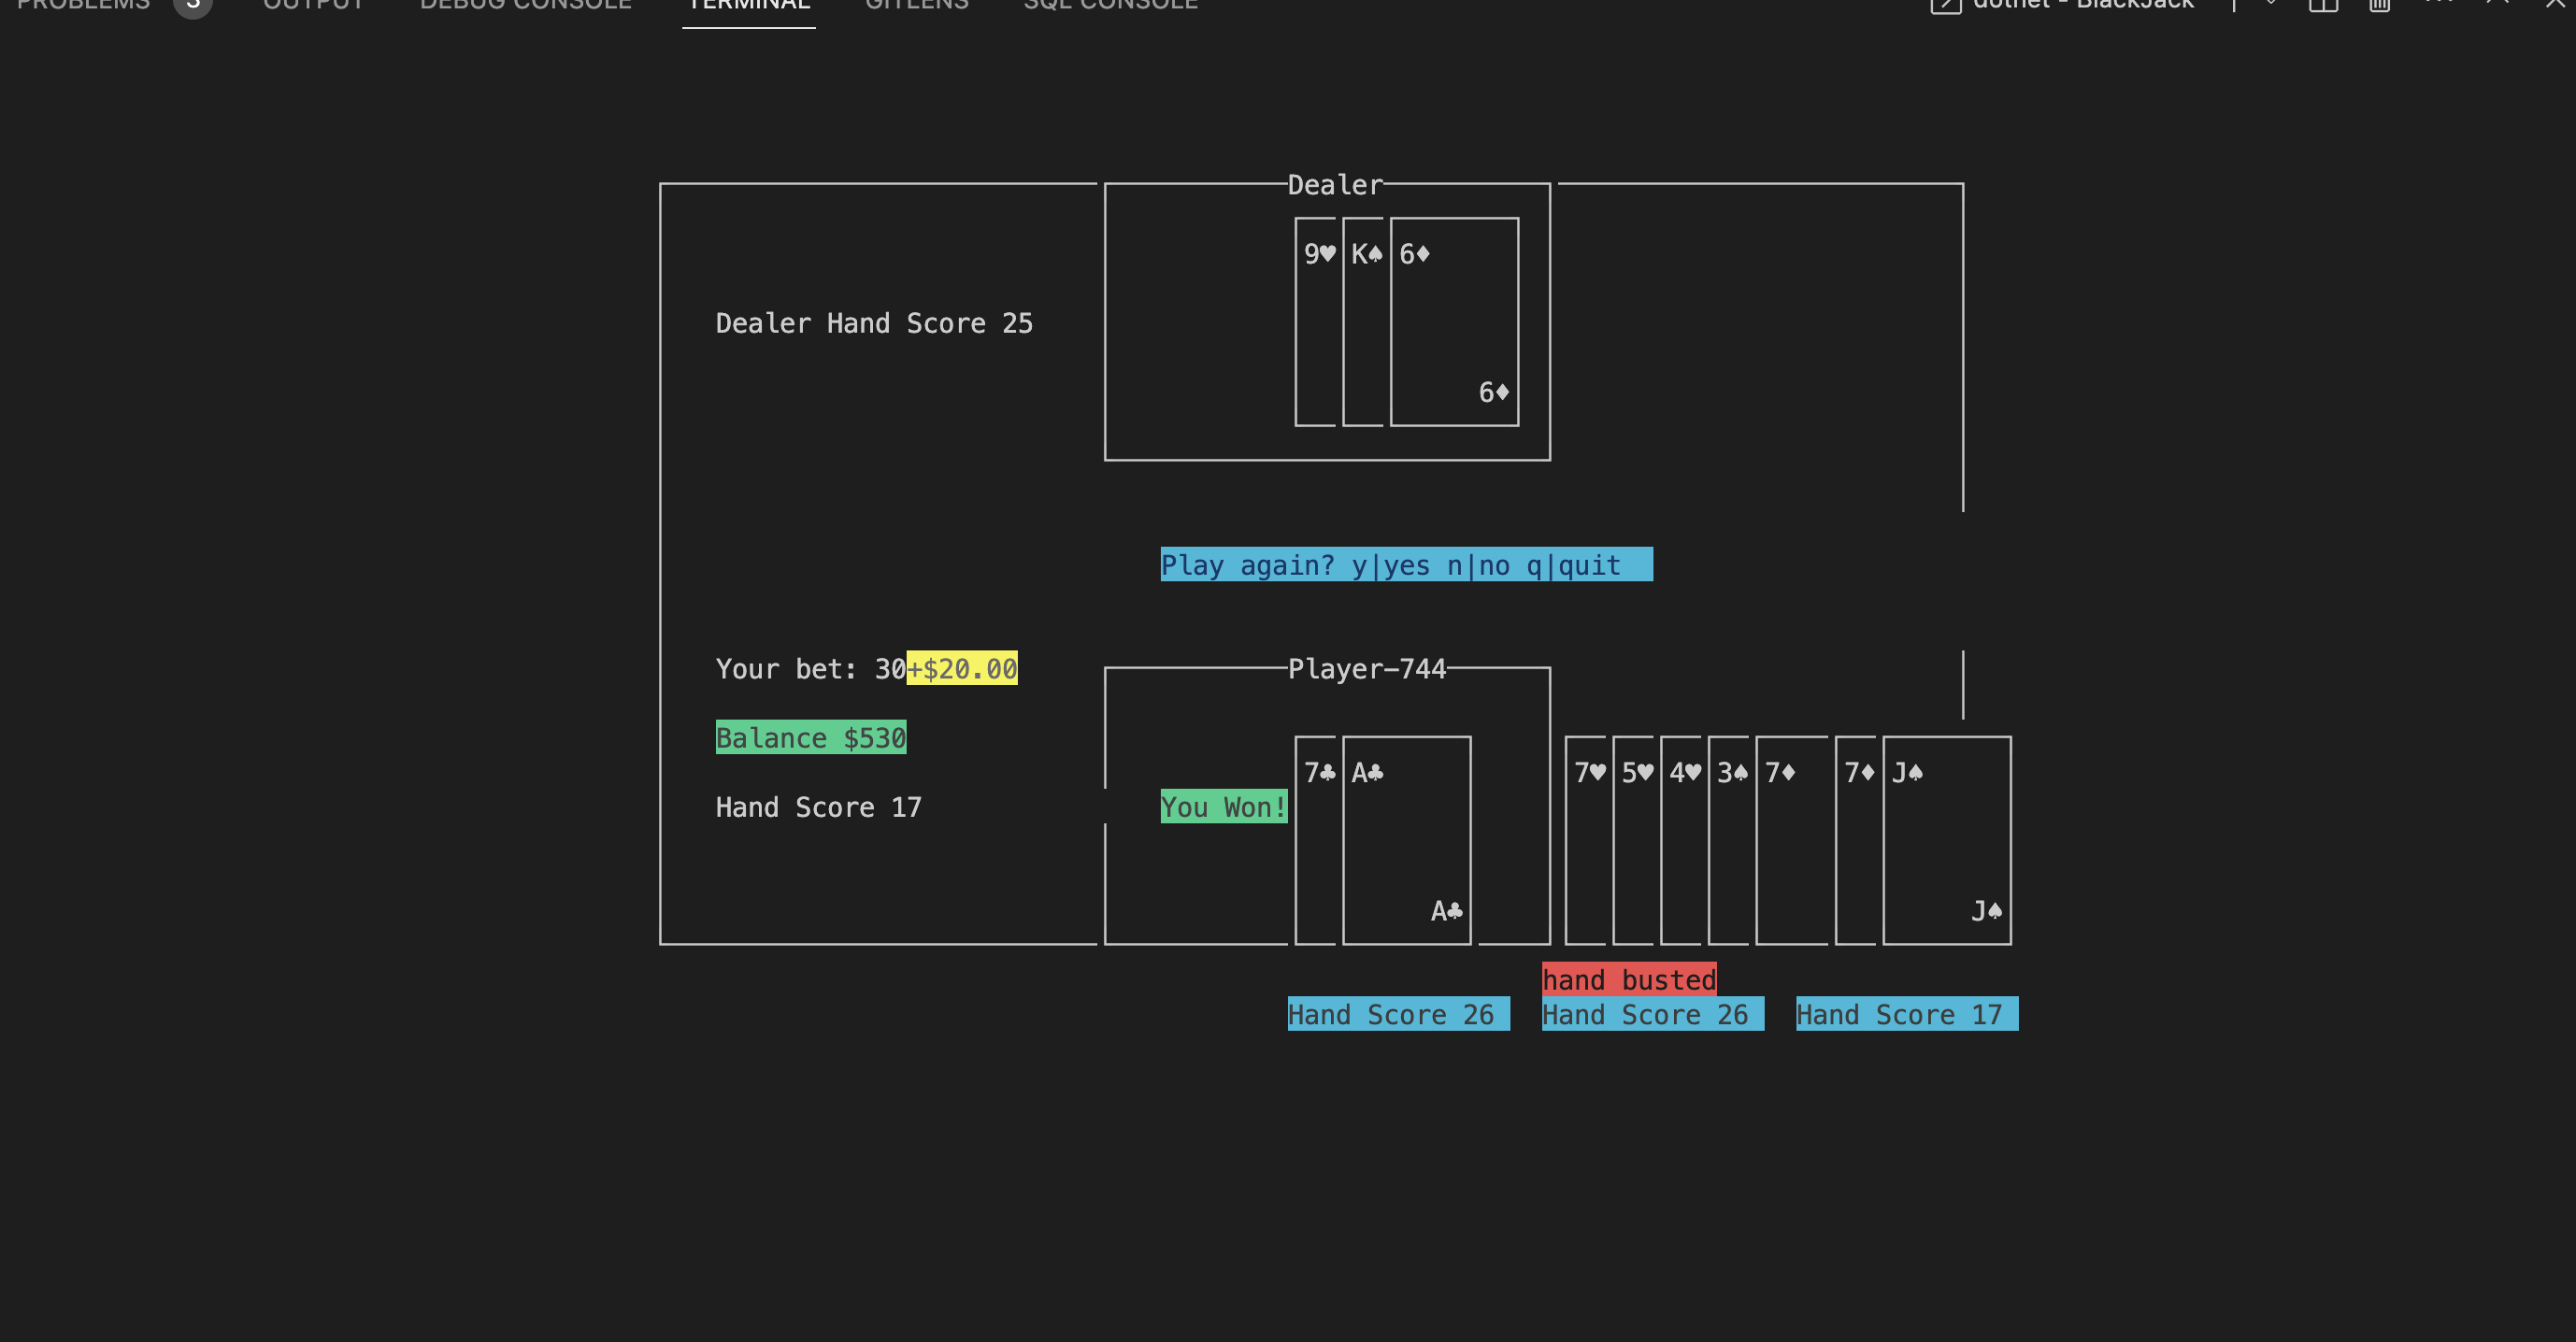 PROBLEMS 3 OUTPUT DEBUG CONSOLE TERMINAL GITLENS SQL CONSOLE dotnet - BlackJack
Dealer
9♥ K♠ 6♦
Dealer Hand Score 25
6♦
Play again? y|yes n|no q|quit
Your bet: 30+$20.00
Player-744
Balance $530
7♣ A♣ 7♥ 5♥ 4♥ 3♠ 7♦ 7♦ J♠
Hand Score 17
You Won!
A♣ J♠
hand busted
Hand Score 26 Hand Score 26 Hand Score 17